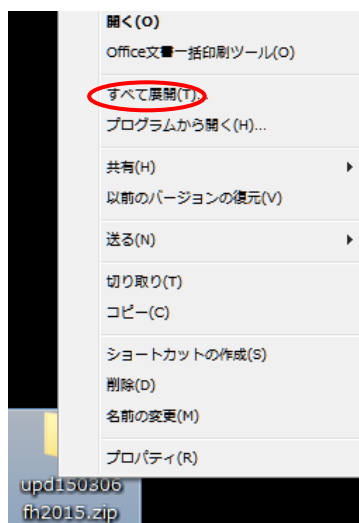 開く(O)
Office文書一括印刷ツール(O)
すべて展開(T)...
プログラムから開く(H)...
共有(H)
以前のバージョンの復元(V)
送る(N)
切り取り(T)
コピー(C)
ショートカットの作成(S)
削除(D)
名前の変更(M)
プロパティ(R)
upd150306
fh2015.zip